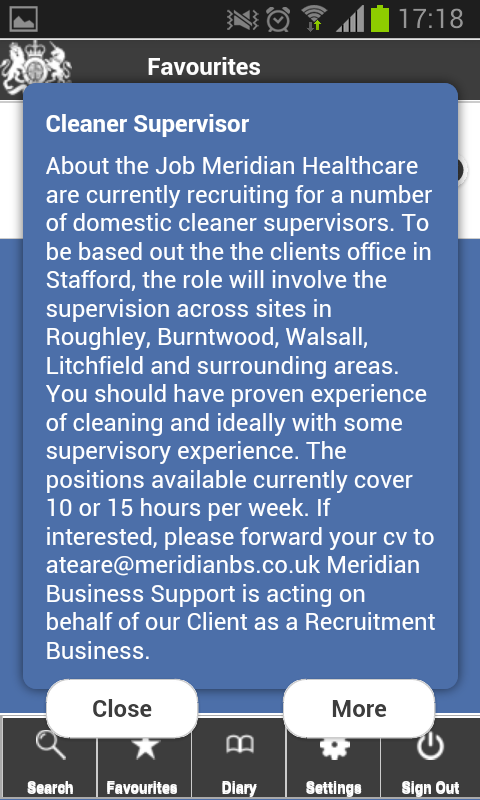 17:18
Favourites
Cleaner Supervisor
About the Job Meridian Healthcare
are currently recruiting for a number
of domestic cleaner supervisors. To
be based out the the clients office in
Stafford, the role will involve the
supervision across sites in
Roughley, Burntwood, Walsall,
Litchfield and surrounding areas.
You should have proven experience
of cleaning and ideally with some
supervisory experience. The
positions available currently cover
10 or 15 hours per week. If
interested, please forward your cv to
ateare@meridianbs.co.uk Meridian
Business Support is acting on
behalf of our Client as a Recruitment
Business.
Close More
Search Favourites Diary Settings Sign Out